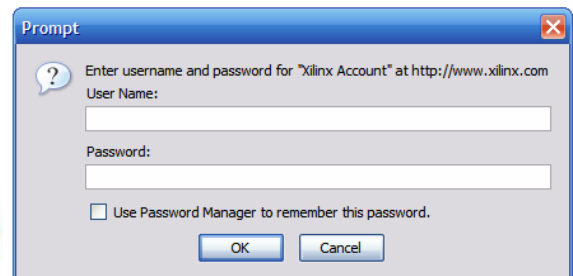 Prompt
Enter username and password for "Xilinx Account" at http://www.xilinx.com
User Name:
Password:
Use Password Manager to remember this password.
OK Cancel